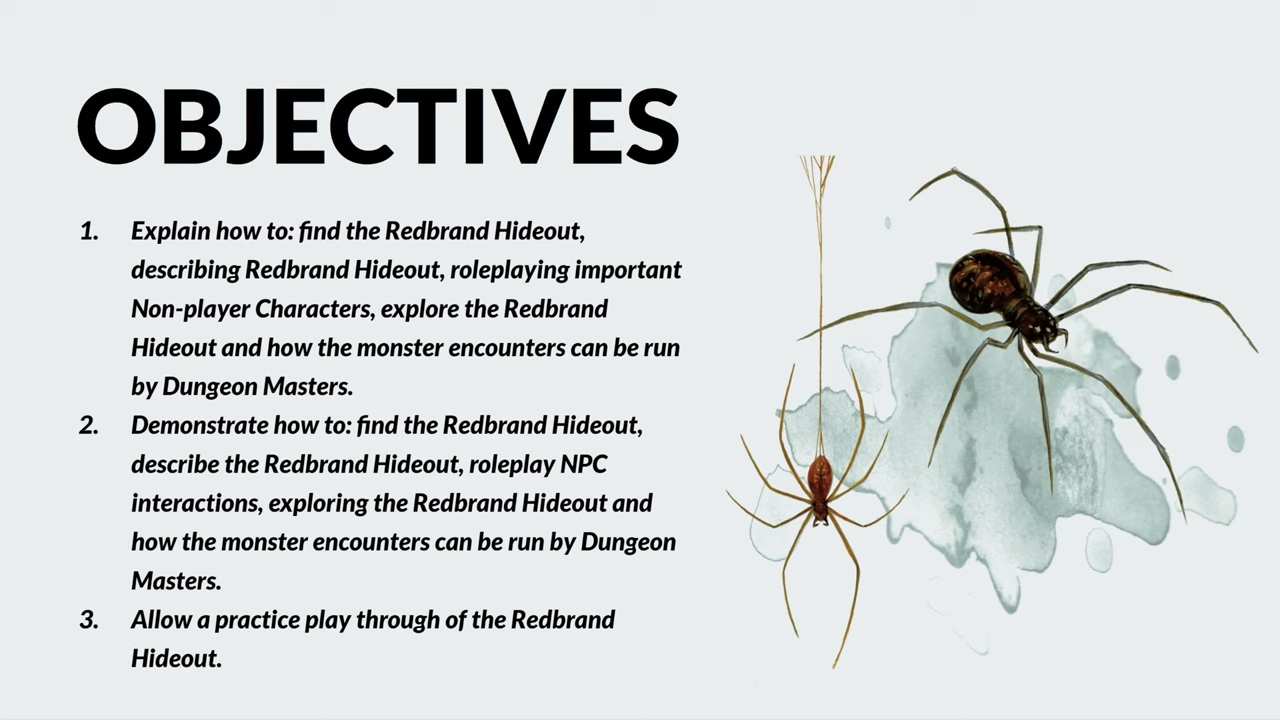 OBJECTIVES
1. Explain how to: find the Redbrand Hideout,
describing Redbrand Hideout, roleplaying important
Non-player Characters, explore the Redbrand
Hideout and how the monster encounters can be run
by Dungeon Masters.
2. Demonstrate how to: find the Redbrand Hideout,
describe the Redbrand Hideout, roleplay NPC
interactions, exploring the Redbrand Hideout and
how the monster encounters can be run by Dungeon
Masters.
3. Allow a practice play through of the Redbrand
Hideout.